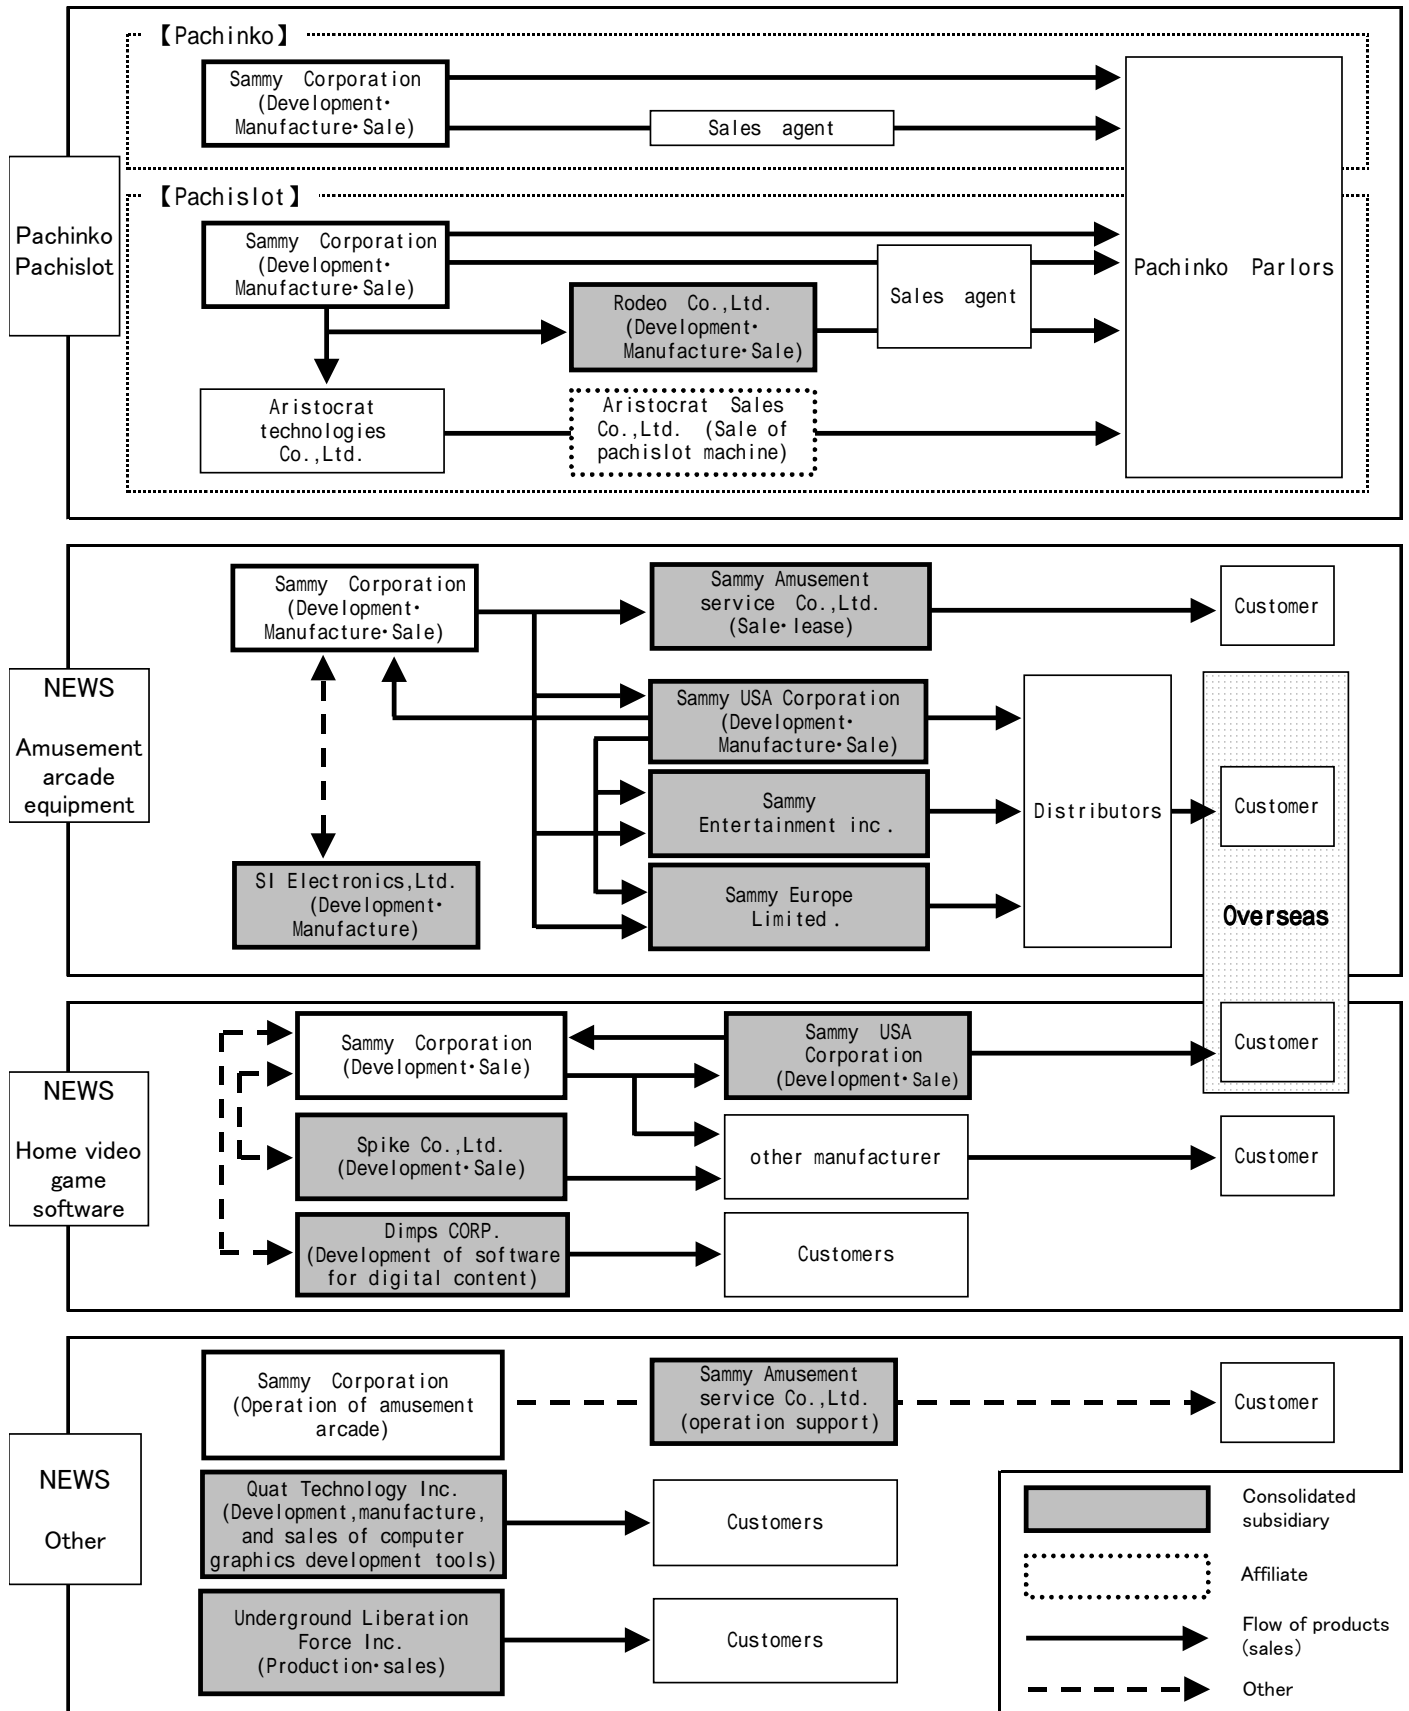 【Pachinko】
Sammy Corporation
(Development・
Manufacture・Sale)
Sales agent
Pachinko
Pachislot
【Pachislot】
Sammy Corporation
(Development・
Manufacture・Sale)
Rodeo Co.,Ltd.
(Development・
Manufacture・Sale)
Sales agent
Pachinko Parlors
Aristocrat
technologies
Co.,Ltd.
Aristocrat Sales
Co.,Ltd. (Sale of
pachislot machine)
NEWS
Amusement
arcade
equipment
Sammy Corporation
(Development・
Manufacture・Sale)
Sammy Amusement
service Co.,Ltd.
(Sale・lease)
Customer
Sammy USA Corporation
(Development・
Manufacture・Sale)
Sammy
Entertainment inc.
Distributors
Customer
SI Electronics,Ltd.
(Development・
Manufacture)
Sammy Europe
Limited.
Overseas
NEWS
Home video
game
software
Sammy Corporation
(Development・Sale)
Sammy USA
Corporation
(Development・Sale)
Customer
Spike Co.,Ltd.
(Development・Sale)
other manufacturer
Customer
Dimps CORP.
(Development of software
for digital content)
Customers
NEWS
Other
Sammy Corporation
(Operation of amusement
arcade)
Sammy Amusement
service Co.,Ltd.
(operation support)
Customer
Quat Technology Inc.
(Development,manufacture,
and sales of computer
graphics development tools)
Customers
Underground Liberation
Force Inc.
(Production・sales)
Customers
Consolidated
subsidiary
Affiliate
Flow of products
(sales)
Other